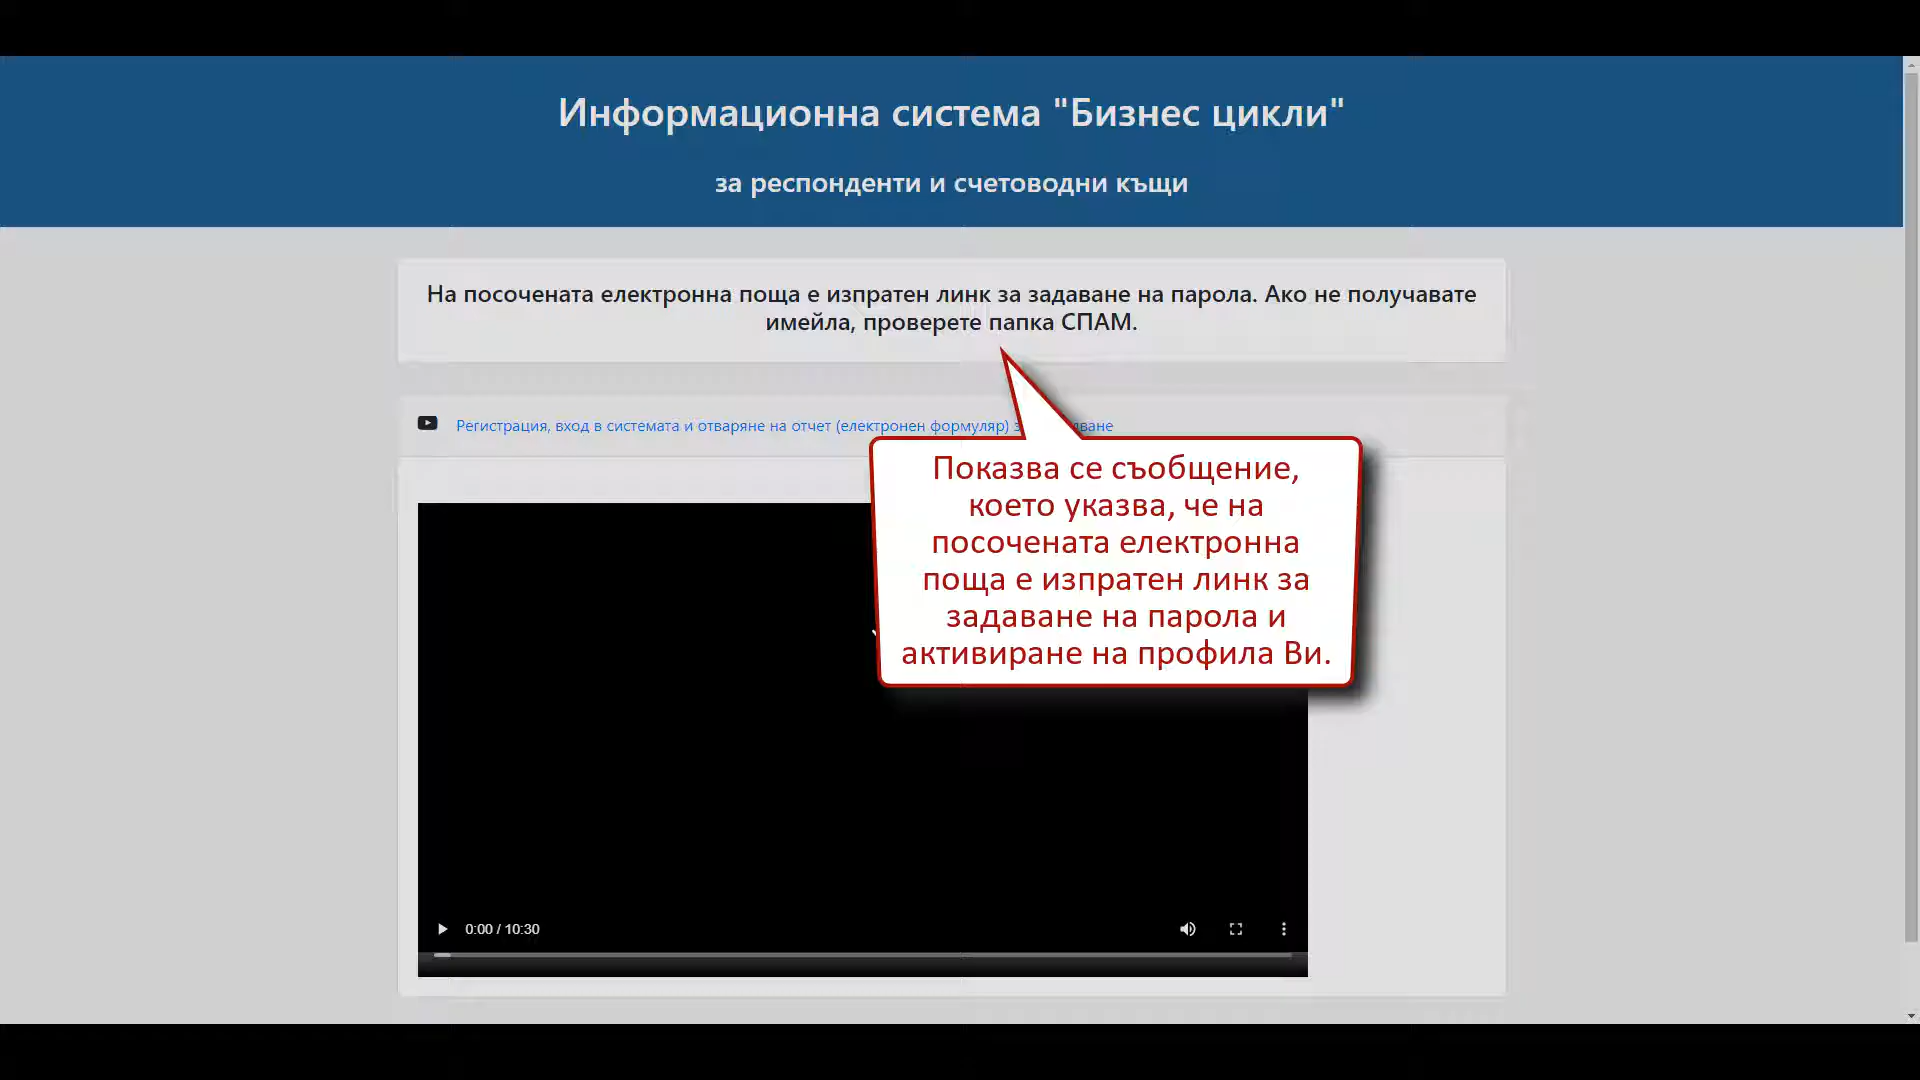 Информационна система "Бизнес цикли"
за респонденти и счетоводни къщи
На посочената електронна поща е изпратен линк за задаване на парола. Ако не получавате
имейла, проверете папка СПАМ.
Регистрация, вход в системата и отваряне на отчет (електронен формуляр)
Показва се съобщение,
което указва, че на
посочената електронна
поща е изпратен линк за
задаване на парола и
активиране на профила Ви.
0:00 / 10:30